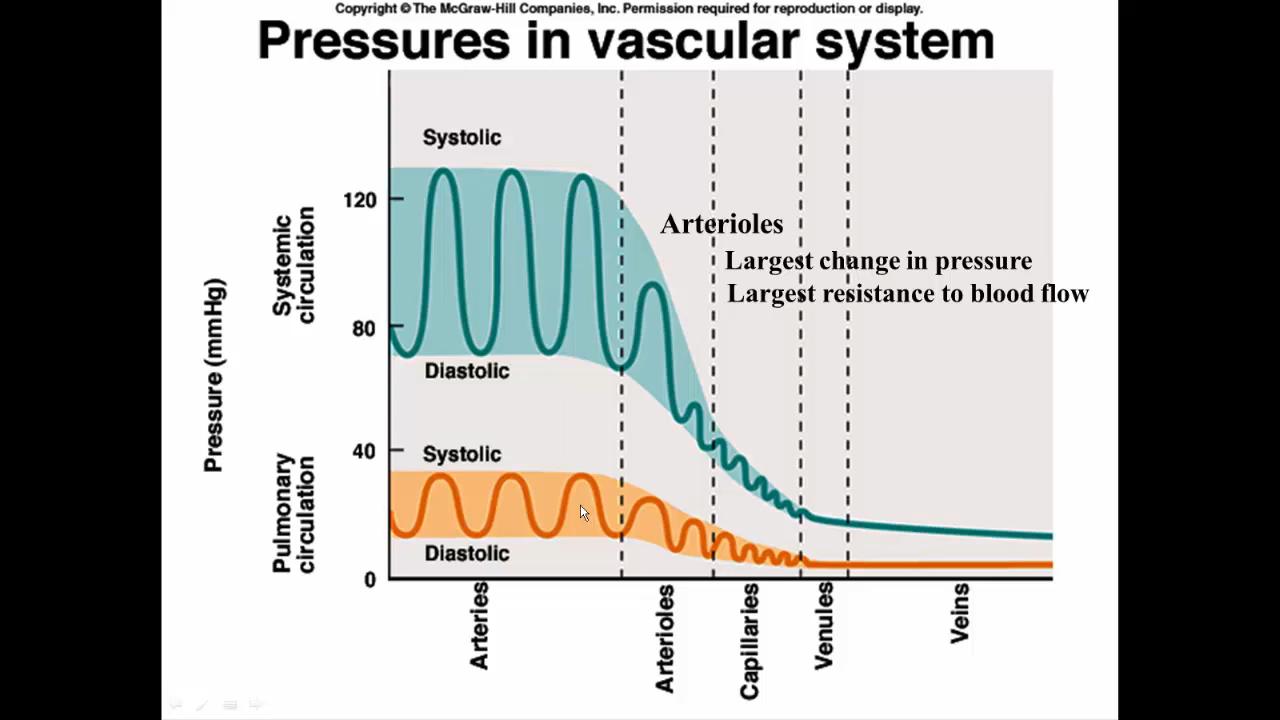 Copyright © The McGraw-Hill Companies, Inc. Permission required for reproduction or display.
Pressures in vascular system
Systolic
120
Systemic
circulation
Arterioles
Largest change in pressure
Largest resistance to blood flow
Pressure (mmHg)
80
Diastolic
40
Systolic
Pulmonary
circulation
Diastolic
0
Arteries
Arterioles
Capillaries
Venules
Veins